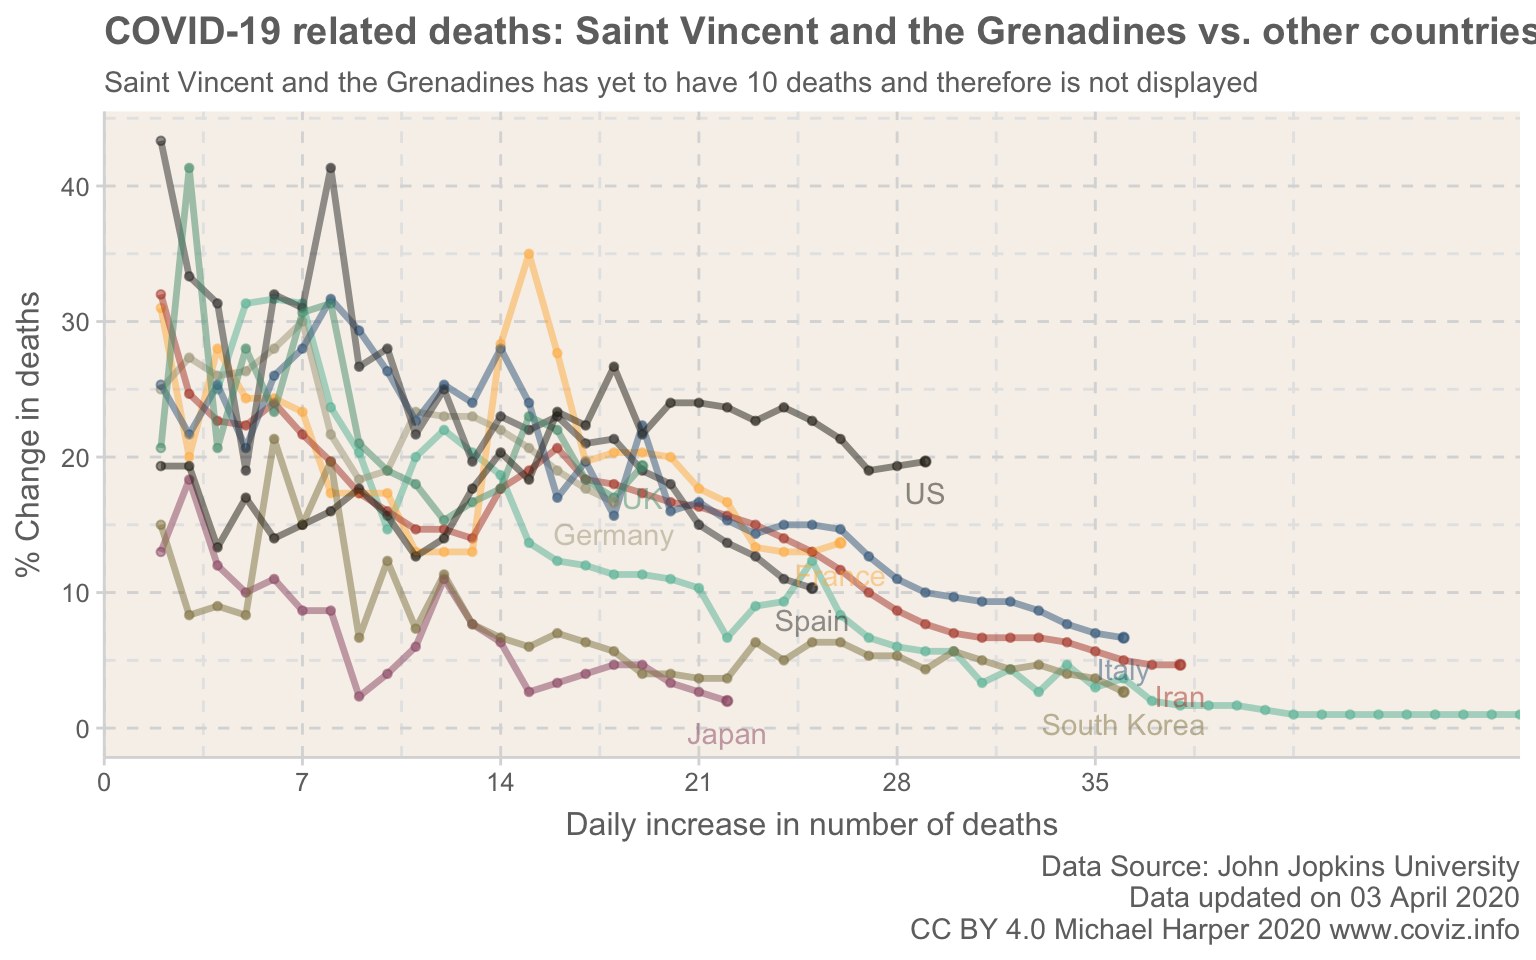 COVID-19 related deaths: Saint Vincent and the Grenadines vs. other countries
Saint Vincent and the Grenadines has yet to have 10 deaths and therefore is not displayed
% Change in deaths
40
30
20
10
0
US
UK
Germany
France
Spain
Italy
Iran
South Korea
Japan
0 7 14 21 28 35
Daily increase in number of deaths
Data Source: John Jopkins University
Data updated on 03 April 2020
CC BY 4.0 Michael Harper 2020 www.coviz.info